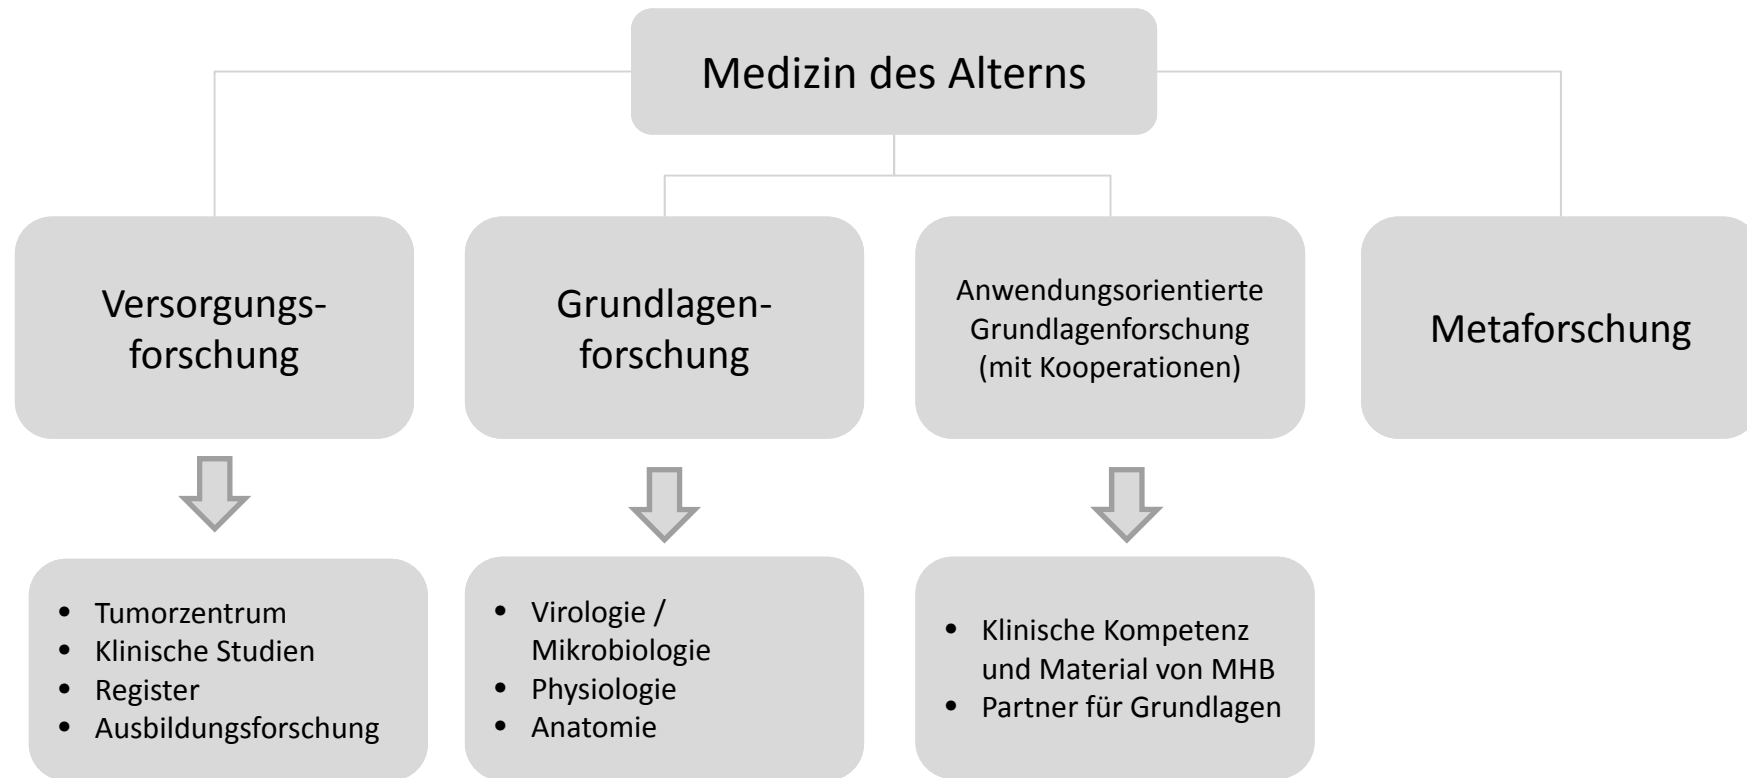 Medizin des Alterns
Versorgungs-
forschung
Grundlagen-
forschung
Anwendungsorientierte
Grundlagenforschung
(mit Kooperationen)
Metaforschung
• Tumorzentrum
• Klinische Studien
• Register
• Ausbildungsforschung
• Virologie /
Mikrobiologie
• Physiologie
• Anatomie
• Klinische Kompetenz
und Material von MHB
• Partner für Grundlagen